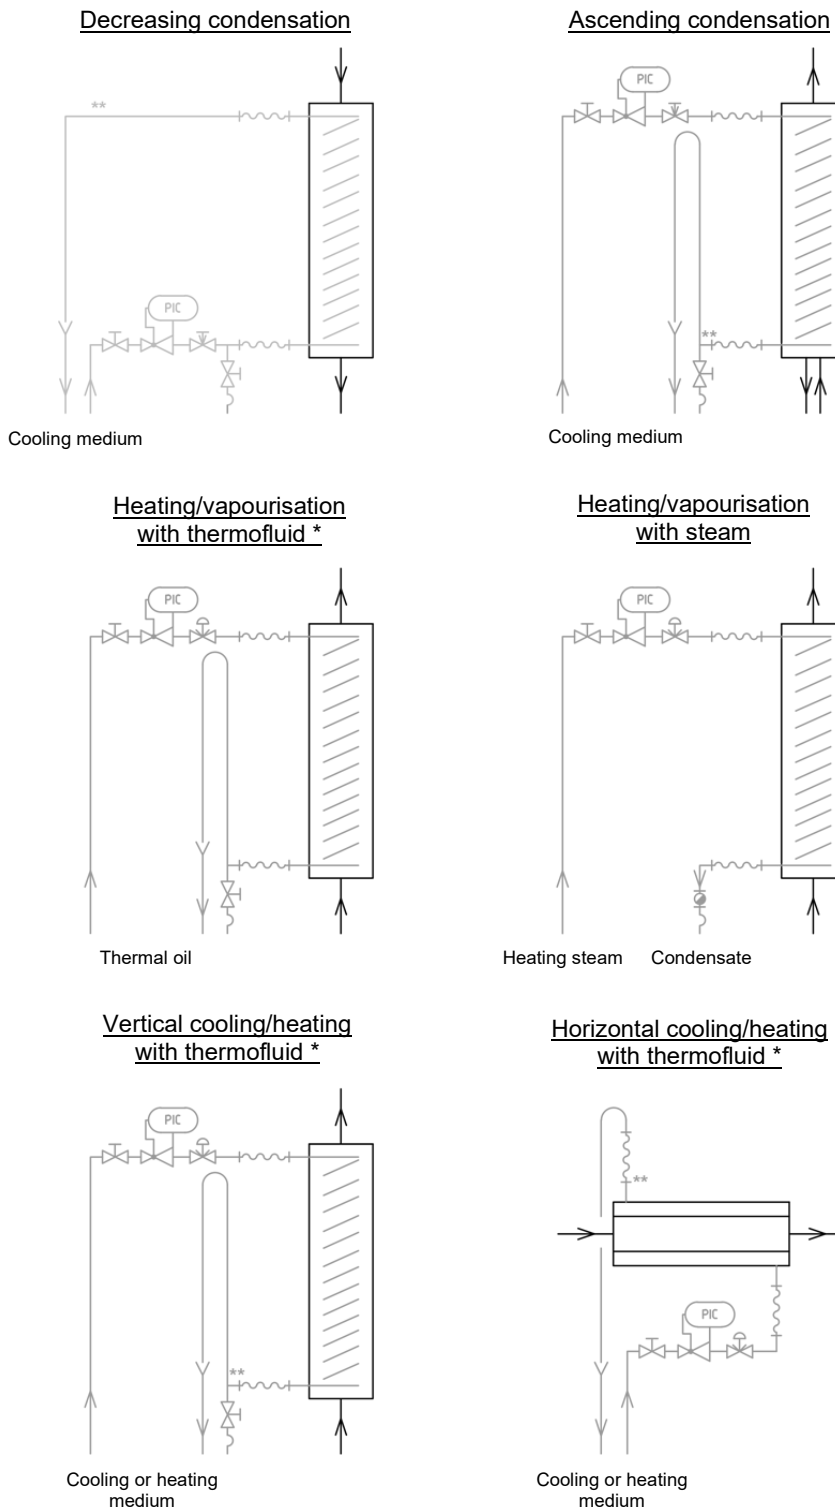 Decreasing condensation
Ascending condensation
PIC
**
PIC
**
Cooling medium
Cooling medium
Heating/vapourisation
with thermofluid *
Heating/vapourisation
with steam
PIC
PIC
Thermal oil
Heating steam
Condensate
Vertical cooling/heating
with thermofluid *
Horizontal cooling/heating
with thermofluid *
PIC
**
PIC
**
Cooling or heating
medium
Cooling or heating
medium